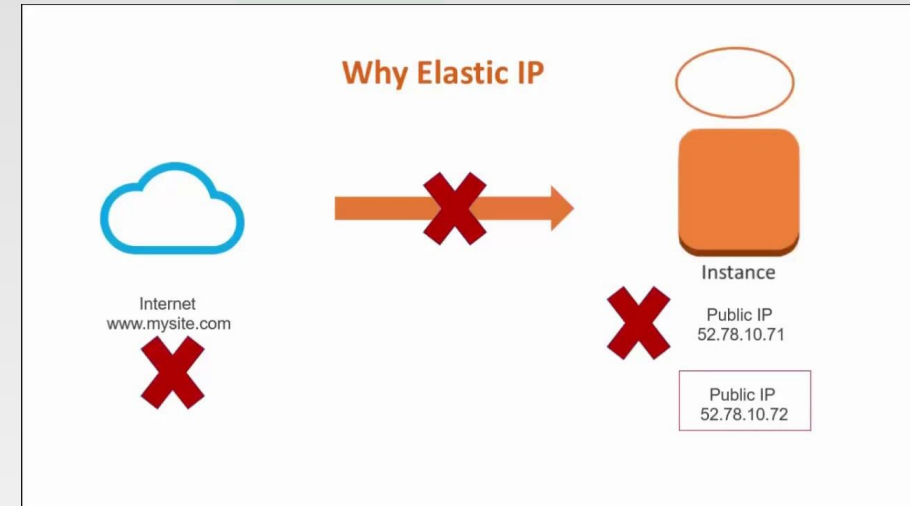 Why Elastic IP
Internet
www.mysite.com
Instance
Public IP
52.78.10.71
Public IP
52.78.10.72